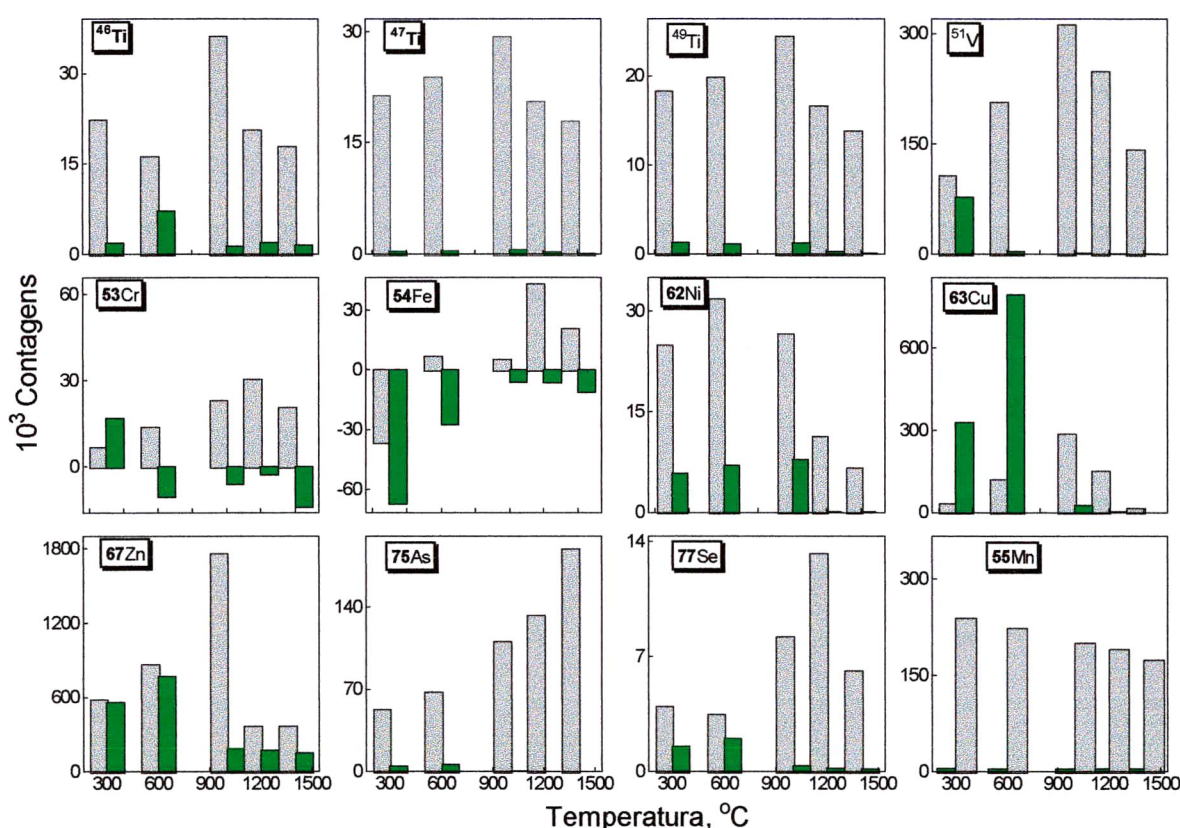 ⁴⁶Ti
⁴⁷Ti
⁴⁹Ti
⁵¹V
30
15
0
30
15
0
20
10
0
300
150
0
53Cr
54Fe
62Ni
63Cu
60
30
0
30
0
-30
-60
30
15
0
600
300
0
67Zn
75As
77Se
55Mn
1800
1200
600
0
140
70
0
14
7
0
300
150
0
300 600 900 1200 1500
300 600 900 1200 1500
300 600 900 1200 1500
300 600 900 1200 1500
10³ Contagens
Temperatura, °C